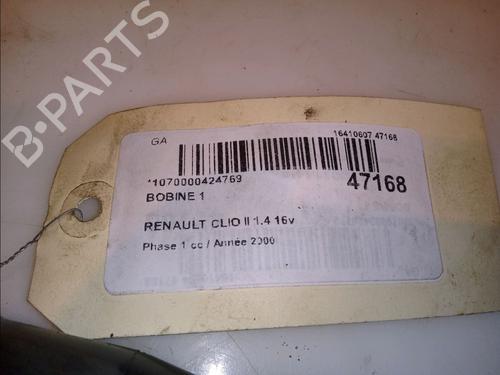 B-PARTS
GA
16410607 47168
*1070000424769
47168
BOBINE 1
RENAULT CLIO II 1.4 16v
Phase 1 cc / Année 2000